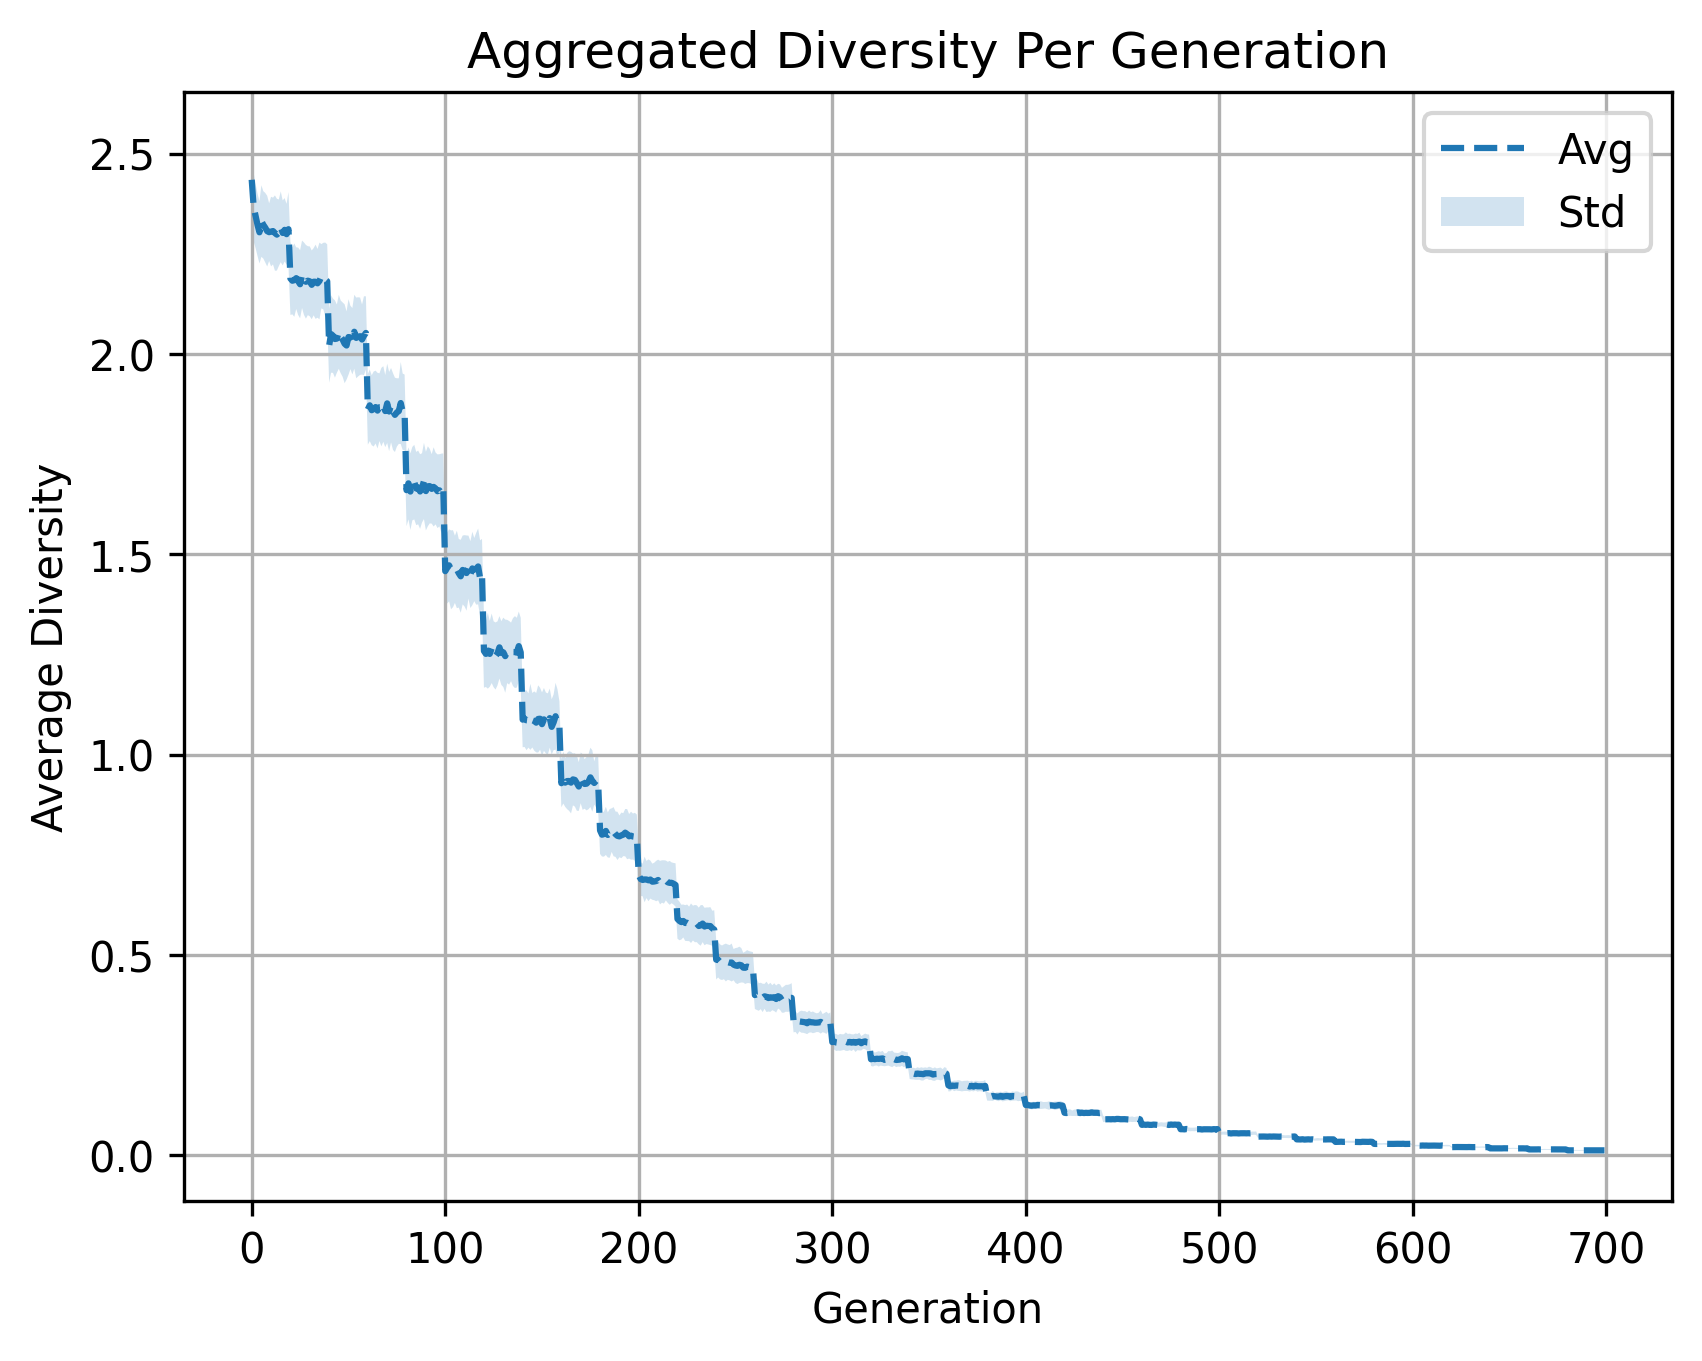 Aggregated Diversity Per Generation
Avg
Std
2.5
2.0
1.5
1.0
0.5
0.0
Average Diversity
0 100 200 300 400 500 600 700
Generation